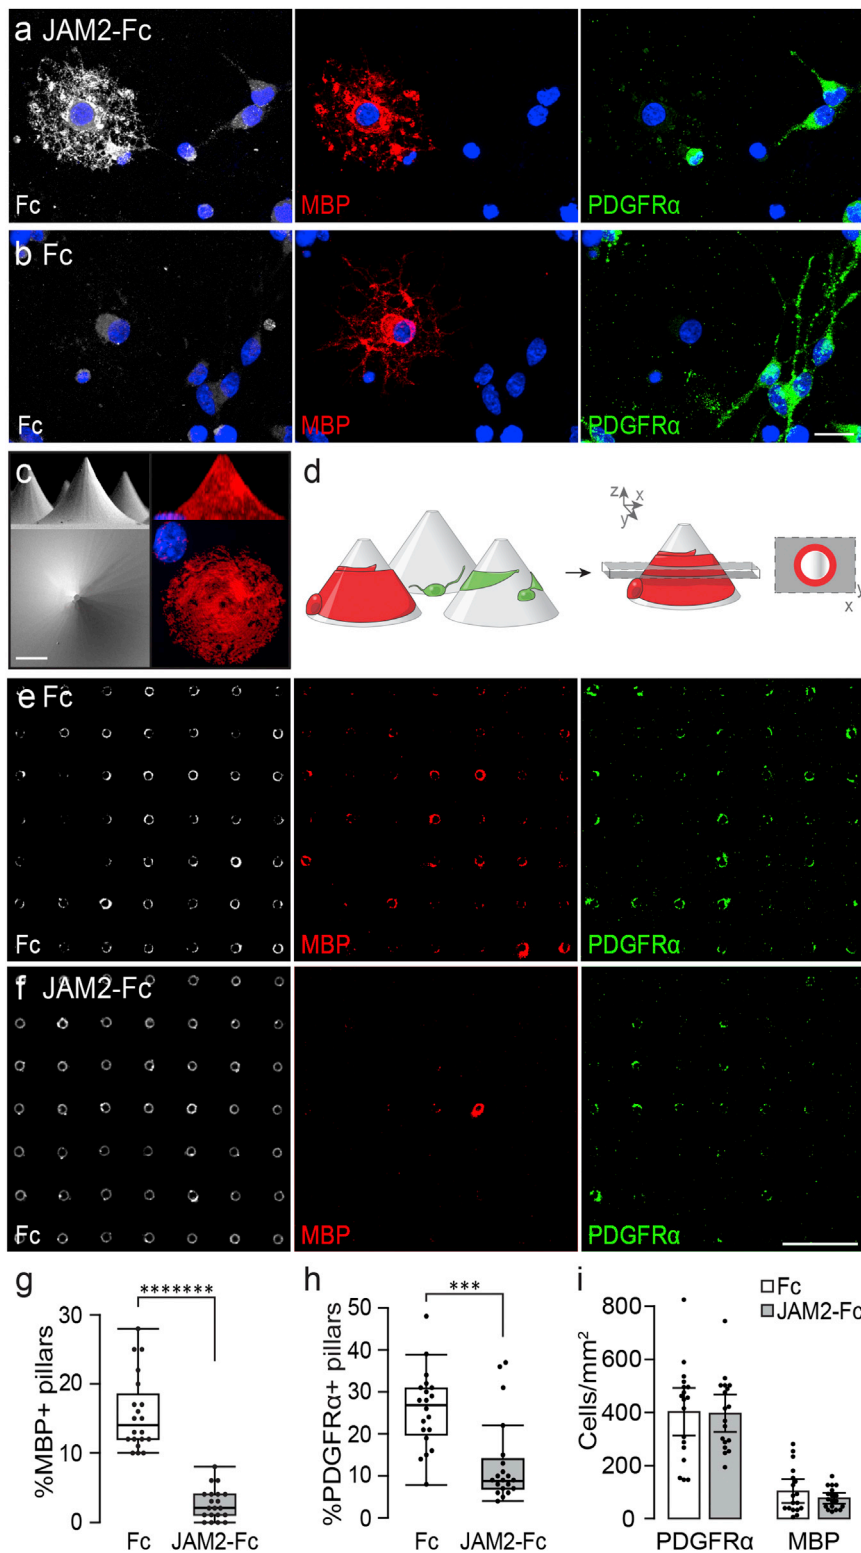 a JAM2-Fc
Fc
MBP
PDGFRα
b Fc
Fc
MBP
PDGFRα
c
d
z
x
y
y
x
e Fc
Fc
MBP
PDGFRα
f JAM2-Fc
Fc
MBP
PDGFRα
g
*******
%MBP+ pillars
30
20
10
0
Fc
JAM2-Fc
h
***
%PDGFRα+ pillars
50
40
30
20
10
0
Fc
JAM2-Fc
i
Fc
JAM2-Fc
Cells/mm²
800
600
400
200
0
PDGFRα
MBP